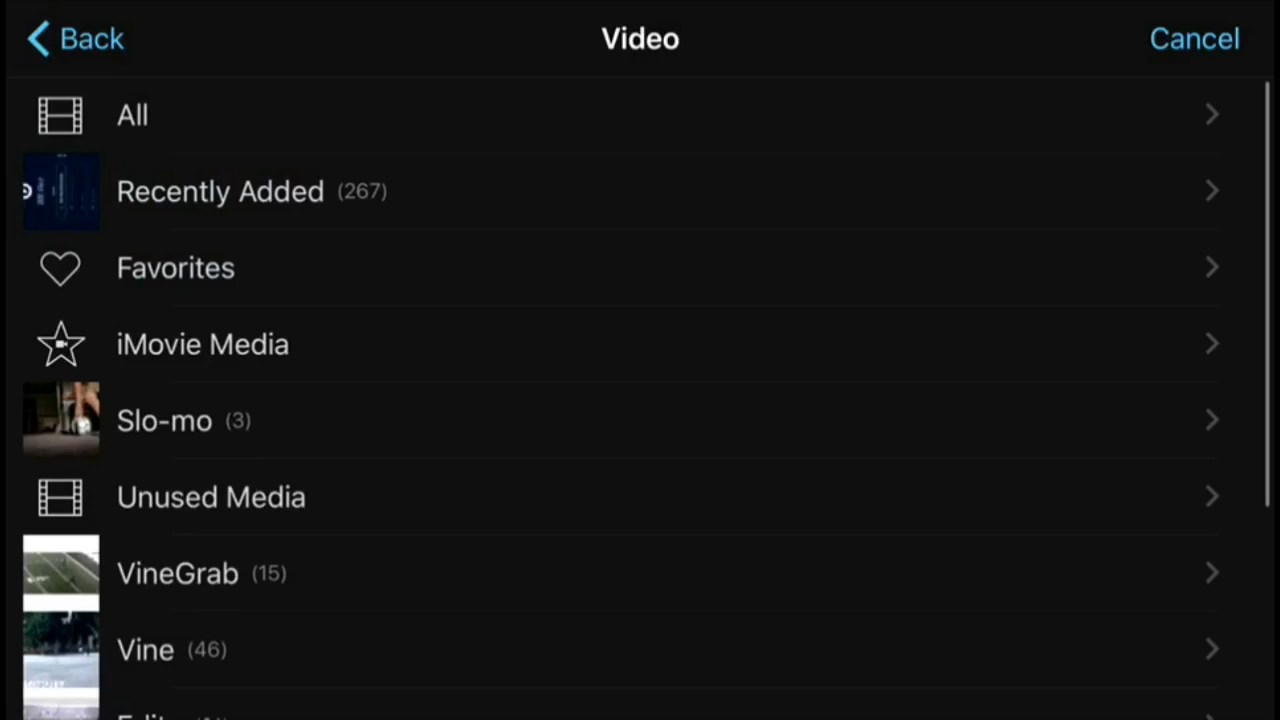 Back
Video
Cancel
All
Recently Added (267)
Favorites
iMovie Media
Slo-mo (3)
Unused Media
VineGrab (15)
Vine (46)